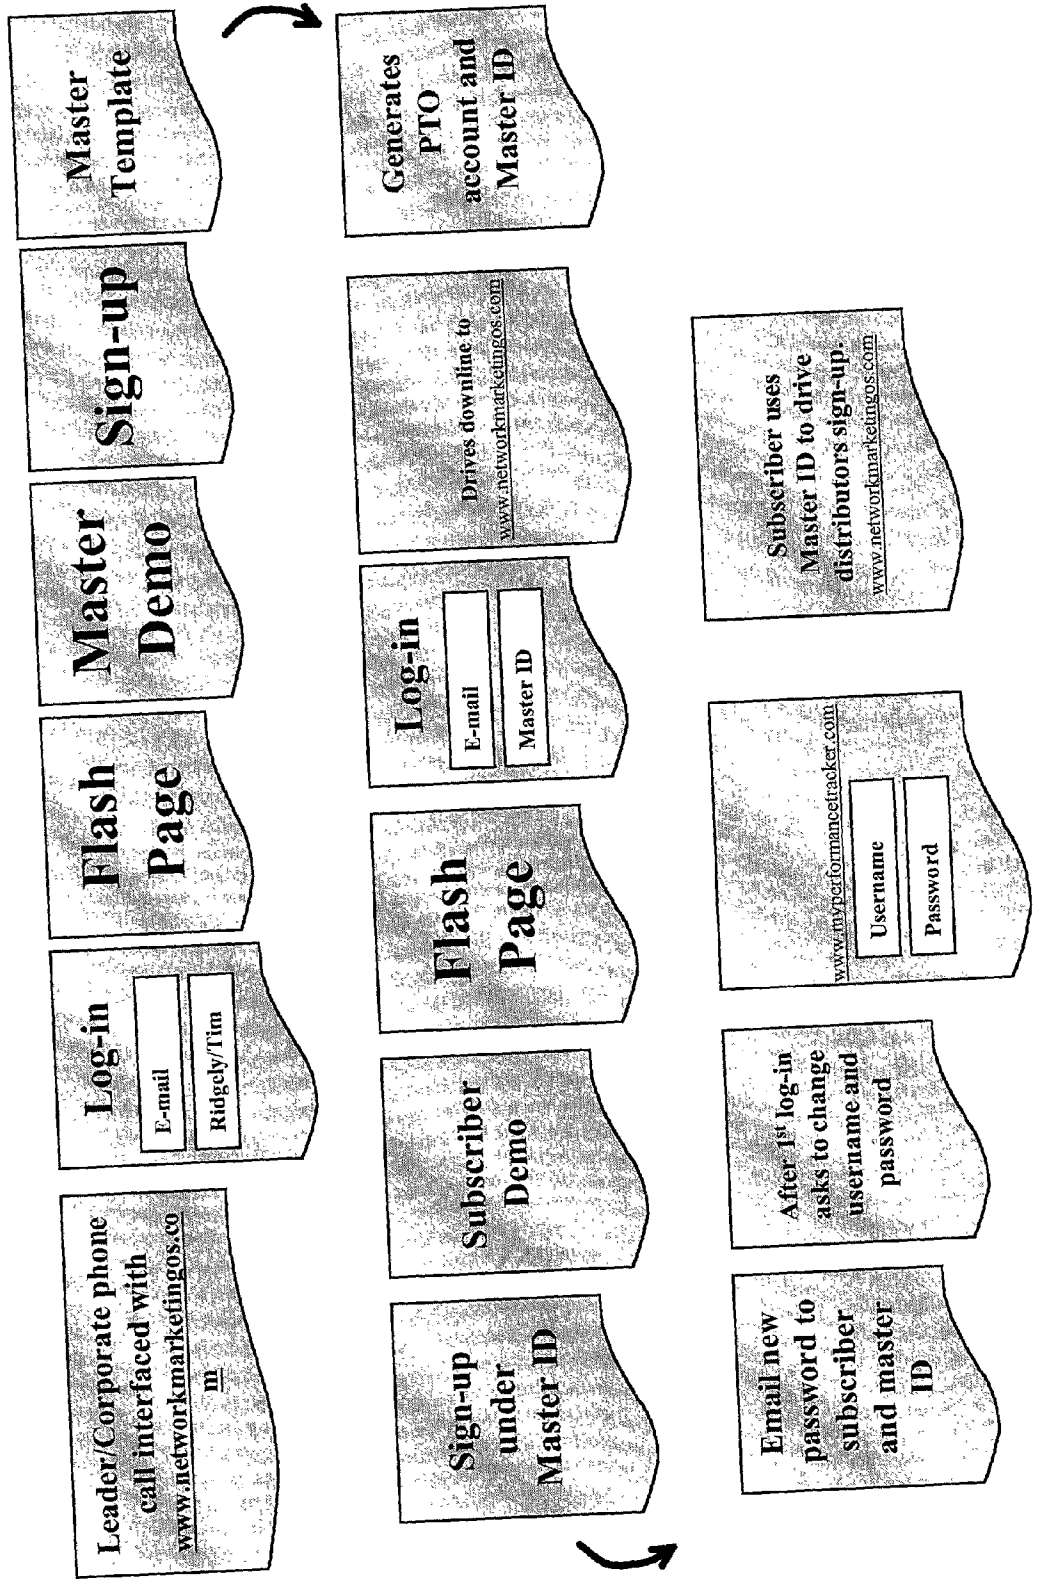 Leader/Corporate phone
call interfaced with
www.networkmarketingos.co
m
Log-in
E-mail
Ridgely/Tim
Flash
Page
Master
Demo
Sign-up
Master
Template
Generates
PTO
account and
Master ID
Drives downline to
www.networkmarketingos.com
Log-in
E-mail
Master ID
Flash
Page
Subscriber
Demo
Sign-up
under
Master ID
Email new
password to
subscriber
and master
ID
After 1st log-in
asks to change
username and
password
www.myperformancetracker.com
Username
Password
Subscriber uses
Master ID to drive
distributors sign-up.
www.networkmarketingos.com